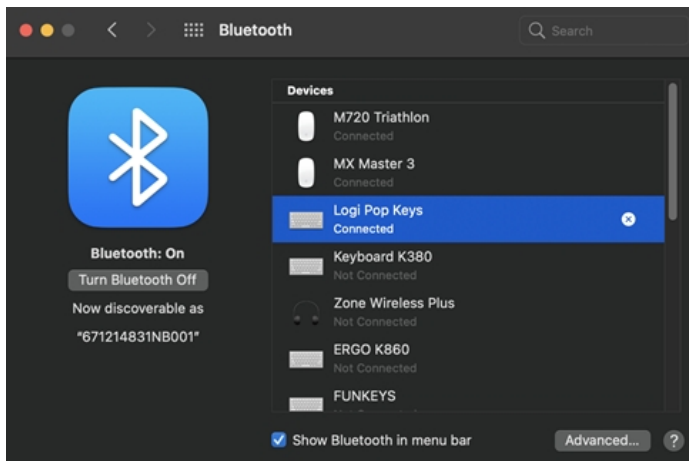 Bluetooth
Search
Bluetooth: On
Turn Bluetooth Off
Now discoverable as
"671214831NB001"
Devices
M720 Triathlon
Connected
MX Master 3
Connected
Logi Pop Keys
Connected
Keyboard K380
Not Connected
Zone Wireless Plus
Not Connected
ERGO K860
Not Connected
FUNKEYS
Show Bluetooth in menu bar
Advanced...
?